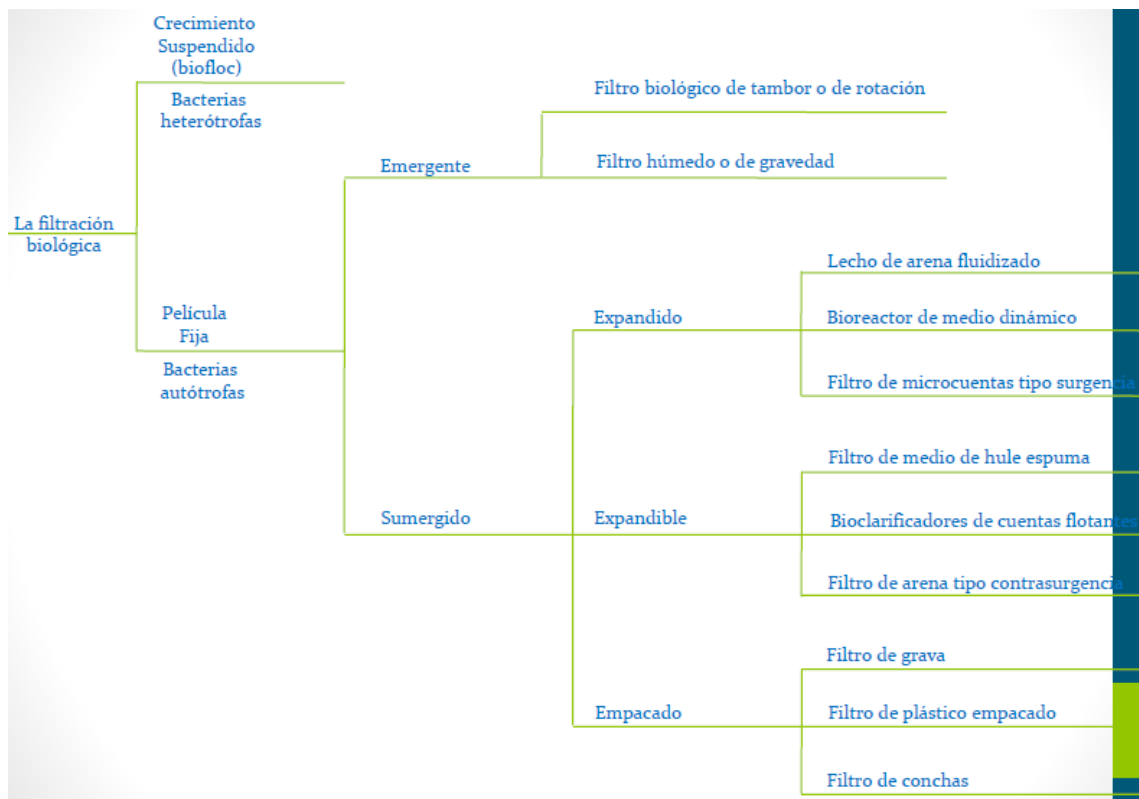 Crecimiento
Suspendido
(biofloc)
Bacterias
heterótrofas
Filtro biológico de tambor o de rotación
Emergente
Filtro húmedo o de gravedad
La filtración
biológica
Película
Fija
Bacterias
autótrofas
Lecho de arena fluidizado
Expandido
Bioreactor de medio dinámico
Filtro de microcuentas tipo surgencia
Filtro de medio de hule espuma
Sumergido
Expandible
Bioclarificadores de cuentas flotantes
Filtro de arena tipo contrasurgencia
Filtro de grava
Empacado
Filtro de plástico empacado
Filtro de conchas